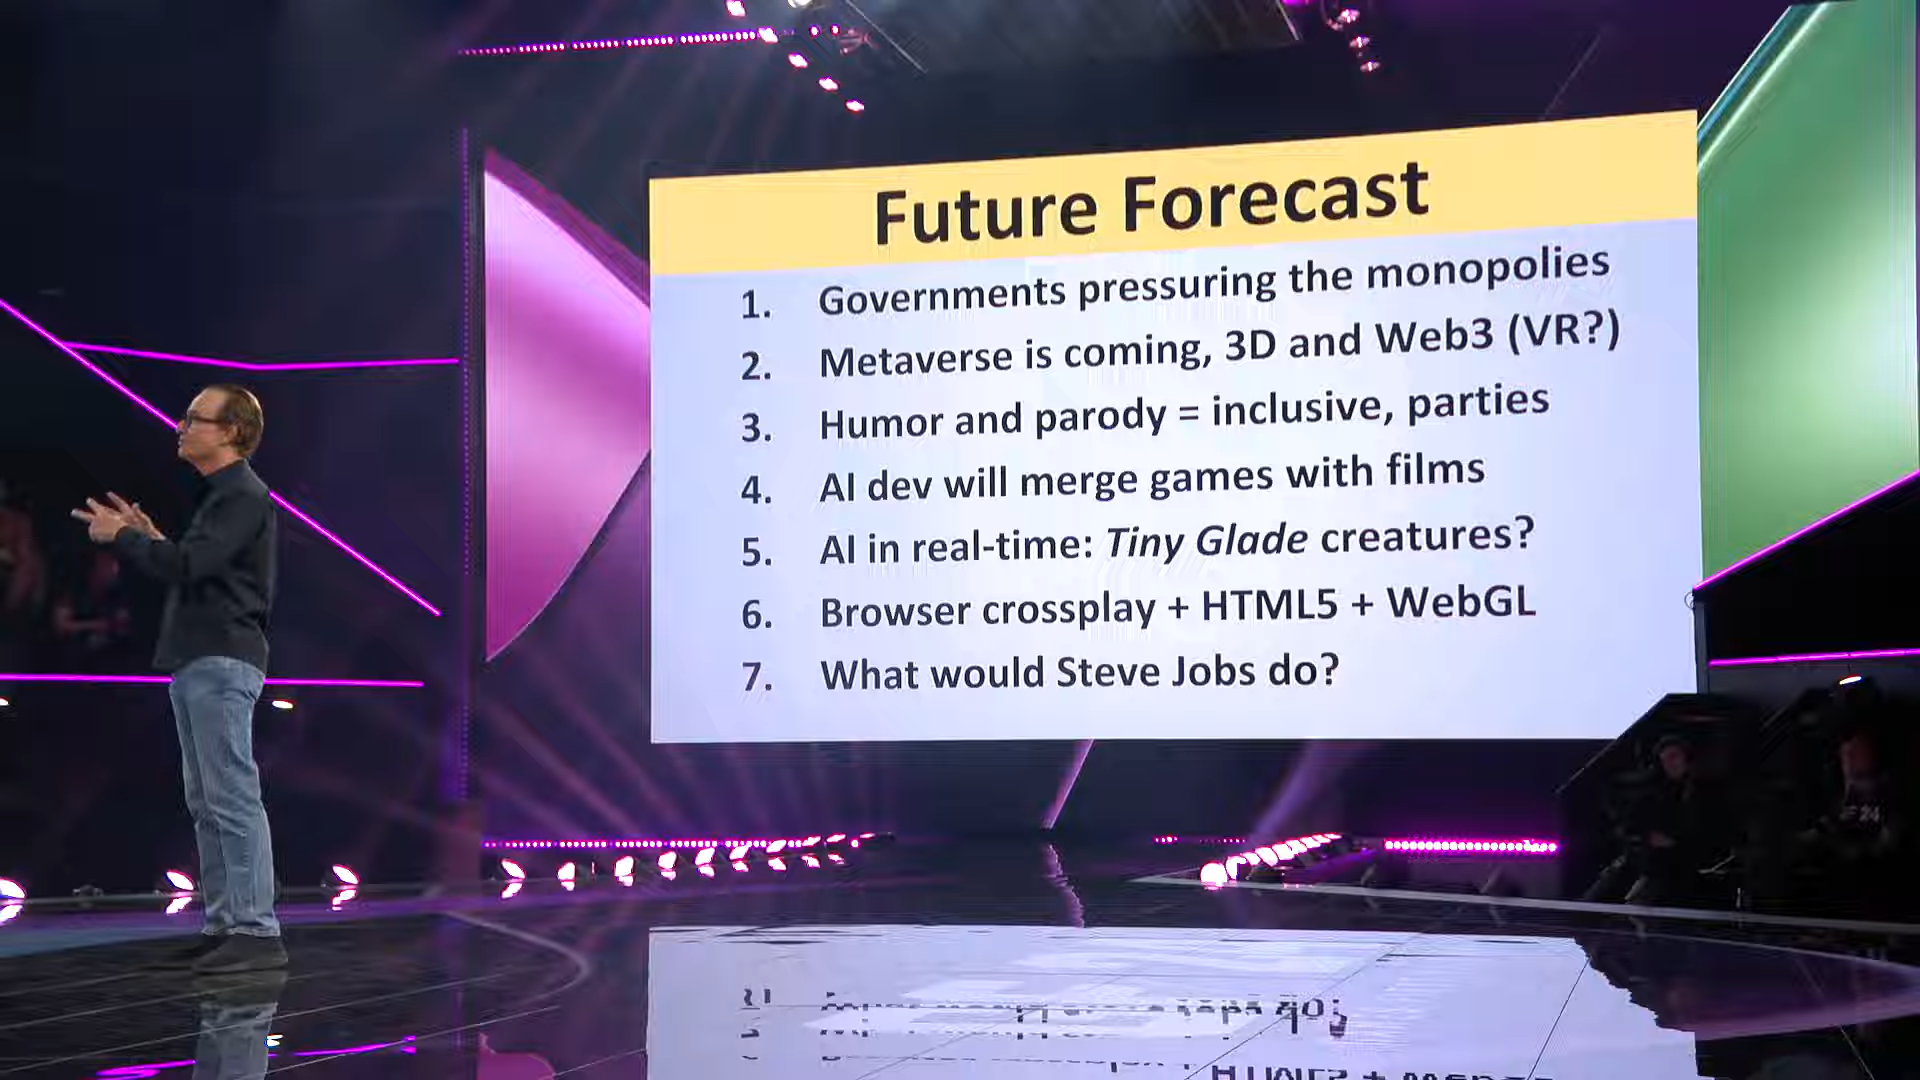 Future Forecast
1. Governments pressuring the monopolies
2. Metaverse is coming, 3D and Web3 (VR?)
3. Humor and parody = inclusive, parties
4. AI dev will merge games with films
5. AI in real-time: Tiny Glade creatures?
6. Browser crossplay + HTML5 + WebGL
7. What would Steve Jobs do?